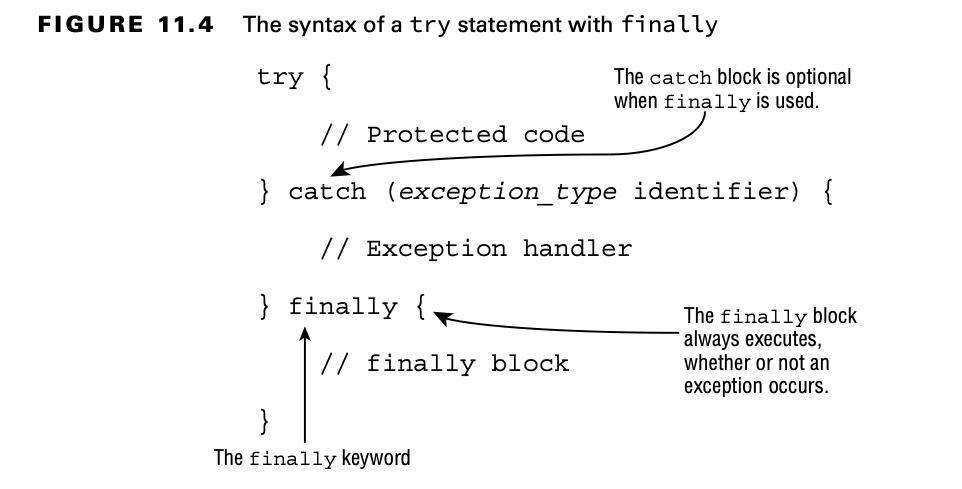 FIGURE 11.4 The syntax of a try statement with finally
try {
The catch block is optional
when finally is used.
// Protected code
} catch (exception_type identifier) {
// Exception handler
} finally {
The finally block
always executes,
whether or not an
exception occurs.
// finally block
}
The finally keyword